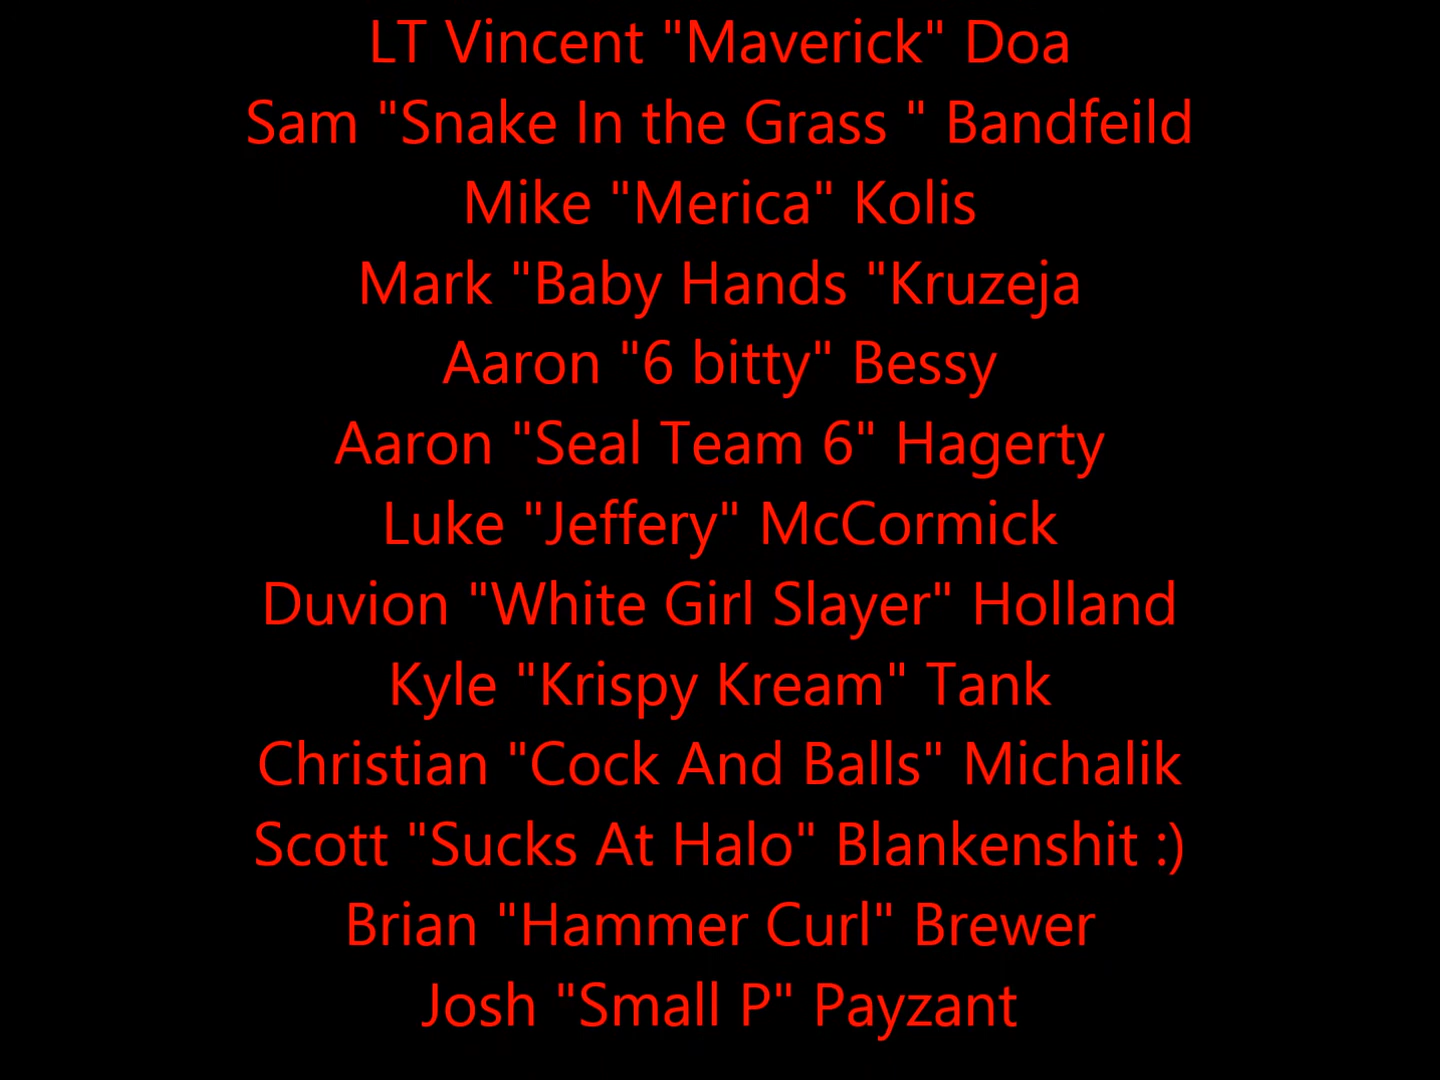 LT Vincent "Maverick" Doa
Sam "Snake In the Grass " Bandfeild
Mike "Merica" Kolis
Mark "Baby Hands "Kruzeja
Aaron "6 bitty" Bessy
Aaron "Seal Team 6" Hagerty
Luke "Jeffery" McCormick
Duvion "White Girl Slayer" Holland
Kyle "Krispy Kream" Tank
Christian "Cock And Balls" Michalik
Scott "Sucks At Halo" Blankenshit :)
Brian "Hammer Curl" Brewer
Josh "Small P" Payzant